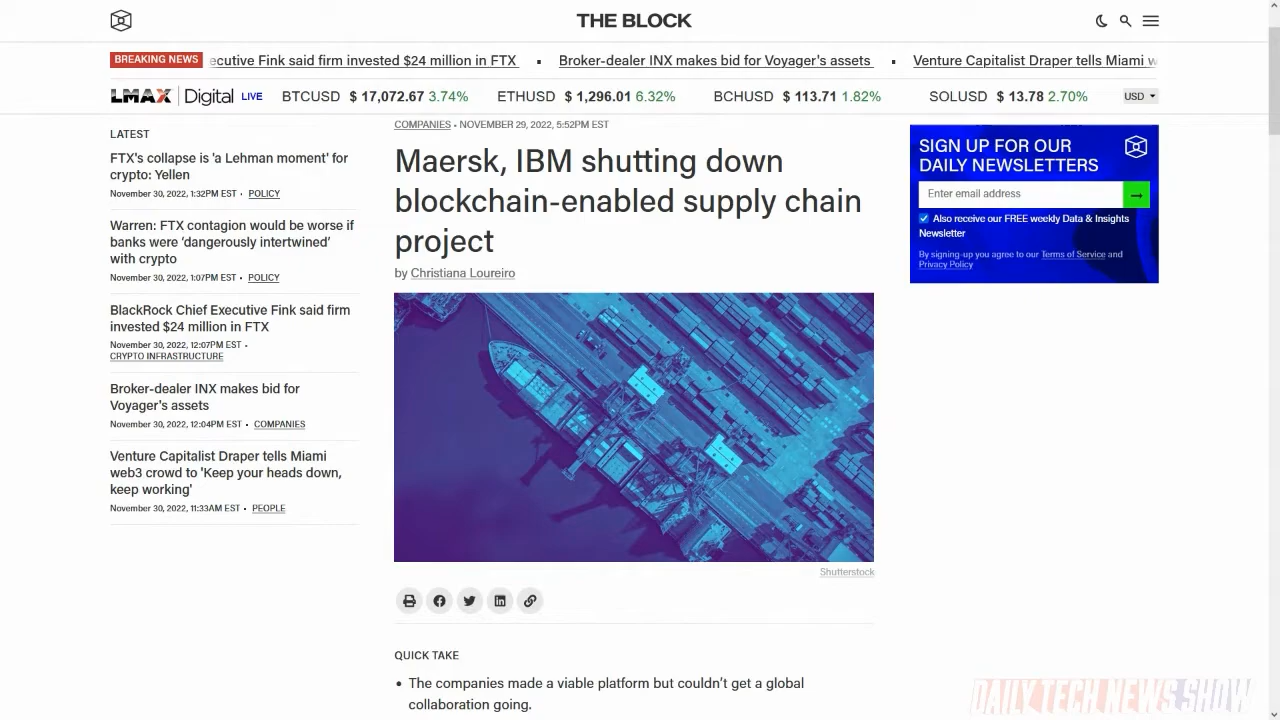 THE BLOCK
BREAKING NEWS
ecutive Fink said firm invested $24 million in FTX ▪ Broker-dealer INX makes bid for Voyager's assets ▪ Venture Capitalist Draper tells Miami w
LMAX Digital LIVE BTCUSD $ 17,072.67 3.74% ETHUSD $ 1,296.01 6.32% BCHUSD $ 113.71 1.82% SOLUSD $ 13.78 2.70% USD
LATEST
FTX's collapse is 'a Lehman moment' for
crypto: Yellen
November 30, 2022, 1:32PM EST • POLICY
Warren: FTX contagion would be worse if
banks were ‘dangerously intertwined’
with crypto
November 30, 2022, 1:07PM EST • POLICY
BlackRock Chief Executive Fink said firm
invested $24 million in FTX
November 30, 2022, 12:07PM EST •
CRYPTO INFRASTRUCTURE
Broker-dealer INX makes bid for
Voyager's assets
November 30, 2022, 12:04PM EST • COMPANIES
Venture Capitalist Draper tells Miami
web3 crowd to 'Keep your heads down,
keep working'
November 30, 2022, 11:33AM EST • PEOPLE
COMPANIES • NOVEMBER 29, 2022, 5:52PM EST
Maersk, IBM shutting down
blockchain-enabled supply chain
project
by Christiana Loureiro
Shutterstock
QUICK TAKE
• The companies made a viable platform but couldn’t get a global
collaboration going.
SIGN UP FOR OUR
DAILY NEWSLETTERS
Enter email address →
Also receive our FREE weekly Data & Insights
Newsletter
By signing-up you agree to our Terms of Service and
Privacy Policy
DAILY TECH NEWS SHOW